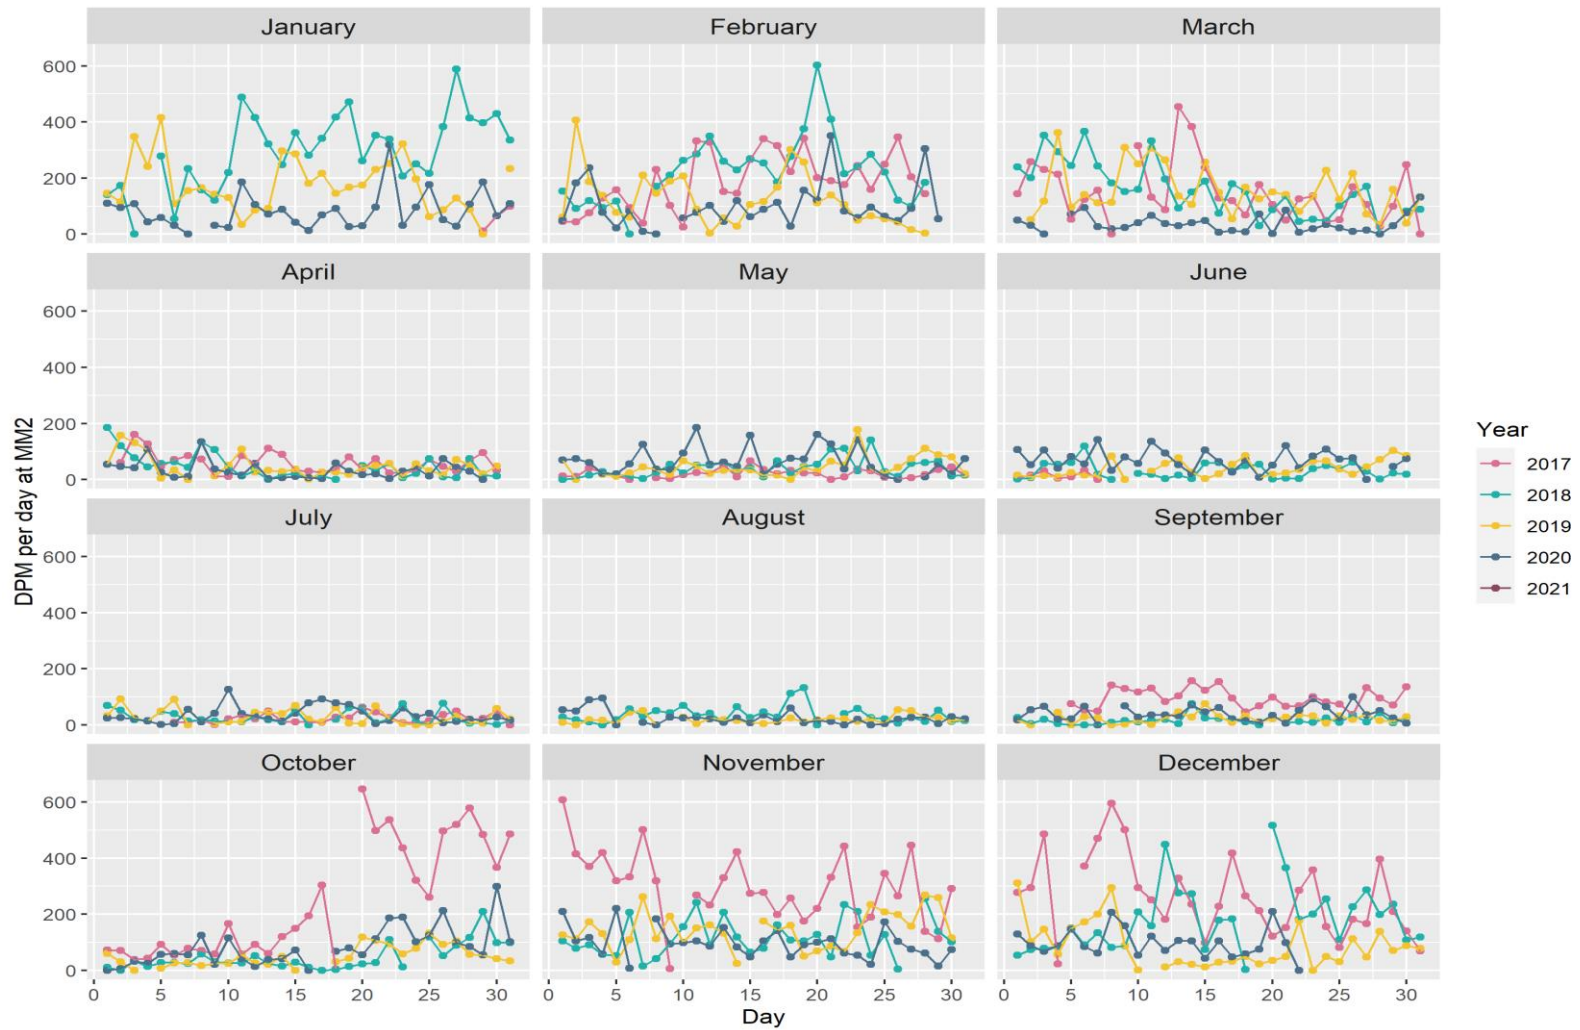 January February March
600
400
200
0
April May June
600
400
200
0
July August September
600
400
200
0
October November December
600
400
200
0
0 5 10 15 20 25 30 0 5 10 15 20 25 30 0 5 10 15 20 25 30
Day
DPM per day at MM2
Year
2017
2018
2019
2020
2021